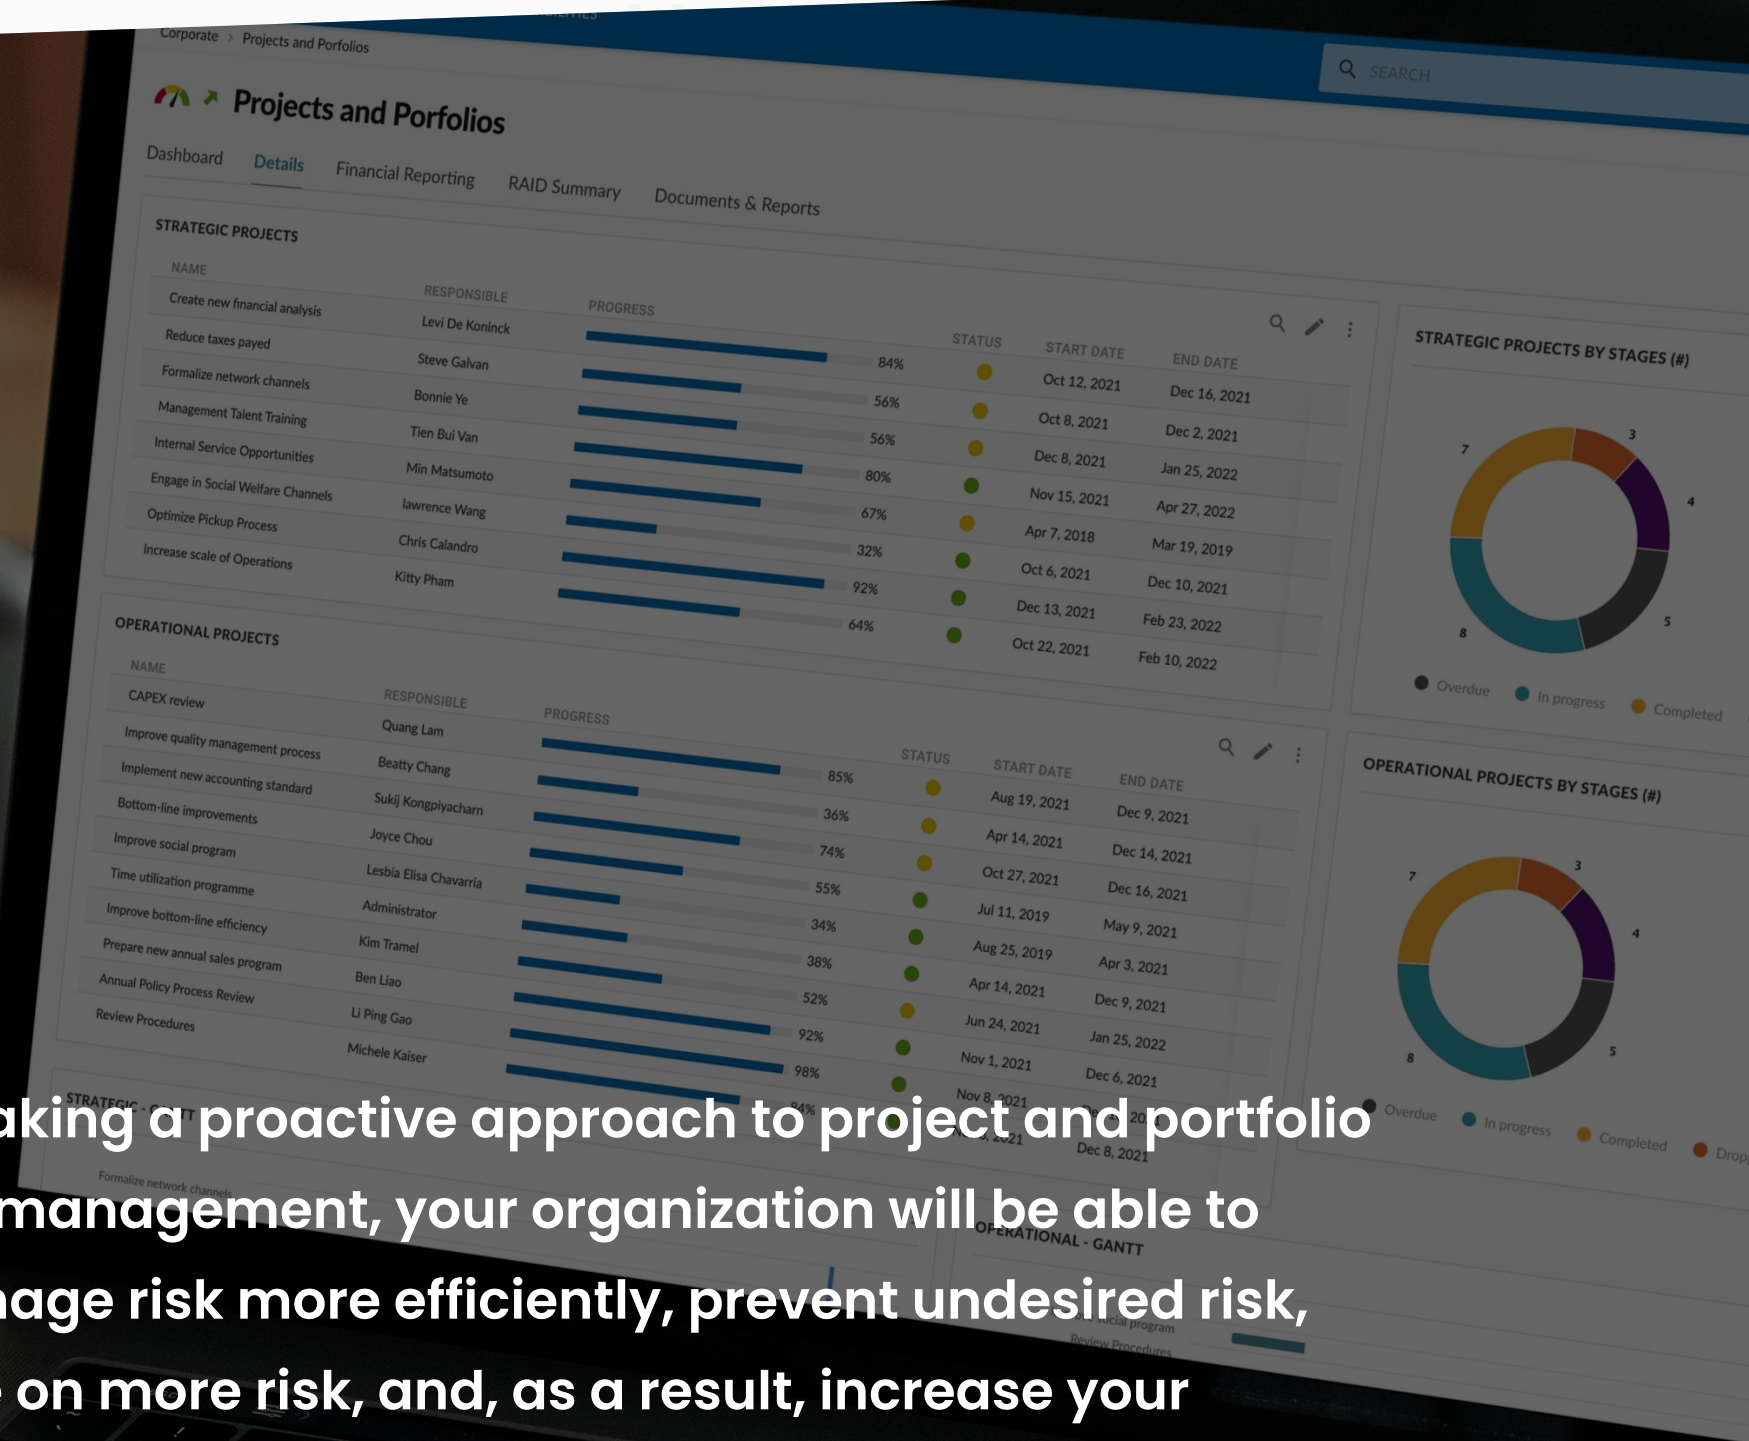 Corporate > Projects and Porfolios
SEARCH
Projects and Porfolios
Dashboard Details Financial Reporting RAID Summary Documents & Reports
STRATEGIC PROJECTS
NAME RESPONSIBLE PROGRESS STATUS START DATE END DATE
Create new financial analysis Levi De Koninck 84% Oct 12, 2021 Dec 16, 2021
Reduce taxes payed Steve Galvan 56% Oct 8, 2021 Dec 2, 2021
Formalize network channels Bonnie Ye 56% Dec 8, 2021 Jan 25, 2022
Management Talent Training Tien Bui Van 80% Nov 15, 2021 Apr 27, 2022
Internal Service Opportunities Min Matsumoto 67% Apr 7, 2018 Mar 19, 2019
Engage in Social Welfare Channels lawrence Wang 32% Oct 6, 2021 Dec 10, 2021
Optimize Pickup Process Chris Calandro 92% Dec 13, 2021 Feb 23, 2022
Increase scale of Operations Kitty Pham 64% Oct 22, 2021 Feb 10, 2022
STRATEGIC PROJECTS BY STAGES (#)
3
7
4
5
8
Overdue In progress Completed
OPERATIONAL PROJECTS
NAME RESPONSIBLE PROGRESS STATUS START DATE END DATE
CAPEX review Quang Lam 85% Aug 19, 2021 Dec 9, 2021
Improve quality management process Beatty Chang 36% Apr 14, 2021 Dec 14, 2021
Implement new accounting standard Sukij Kongpiyacharn 74% Oct 27, 2021 Dec 16, 2021
Bottom-line improvements Joyce Chou 55% Jul 11, 2019 May 9, 2021
Improve social program Lesbia Elisa Chavarria 34% Aug 25, 2019 Apr 3, 2021
Time utilization programme Administrator 38% Apr 14, 2021 Dec 9, 2021
Improve bottom-line efficiency Kim Tramel 52% Jun 24, 2021 Jan 25, 2022
Prepare new annual sales program Ben Liao 92% Nov 1, 2021 Dec 6, 2021
Annual Policy Process Review Li Ping Gao 98% Nov 8, 2021
Review Procedures Michele Kaiser 2021 Dec 8, 2021
OPERATIONAL PROJECTS BY STAGES (#)
3
7
4
5
8
Overdue In progress Completed
STRATEGIC - GANTT
Formalize network channels
OPERATIONAL - GANTT
social program
Review Procedures
aking a proactive approach to project and portfolio
management, your organization will be able to
nage risk more efficiently, prevent undesired risk,
e on more risk, and, as a result, increase your